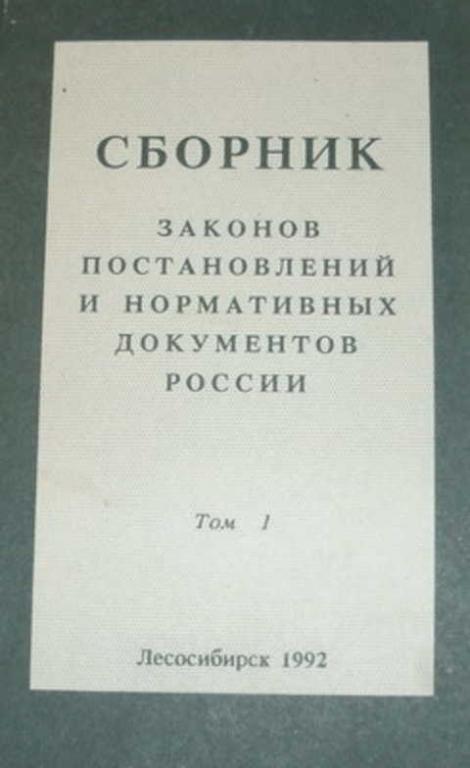 СБОРНИК
ЗАКОНОВ
ПОСТАНОВЛЕНИЙ
И НОРМАТИВНЫХ
ДОКУМЕНТОВ
РОССИИ
Том 1
Лесосибирск 1992